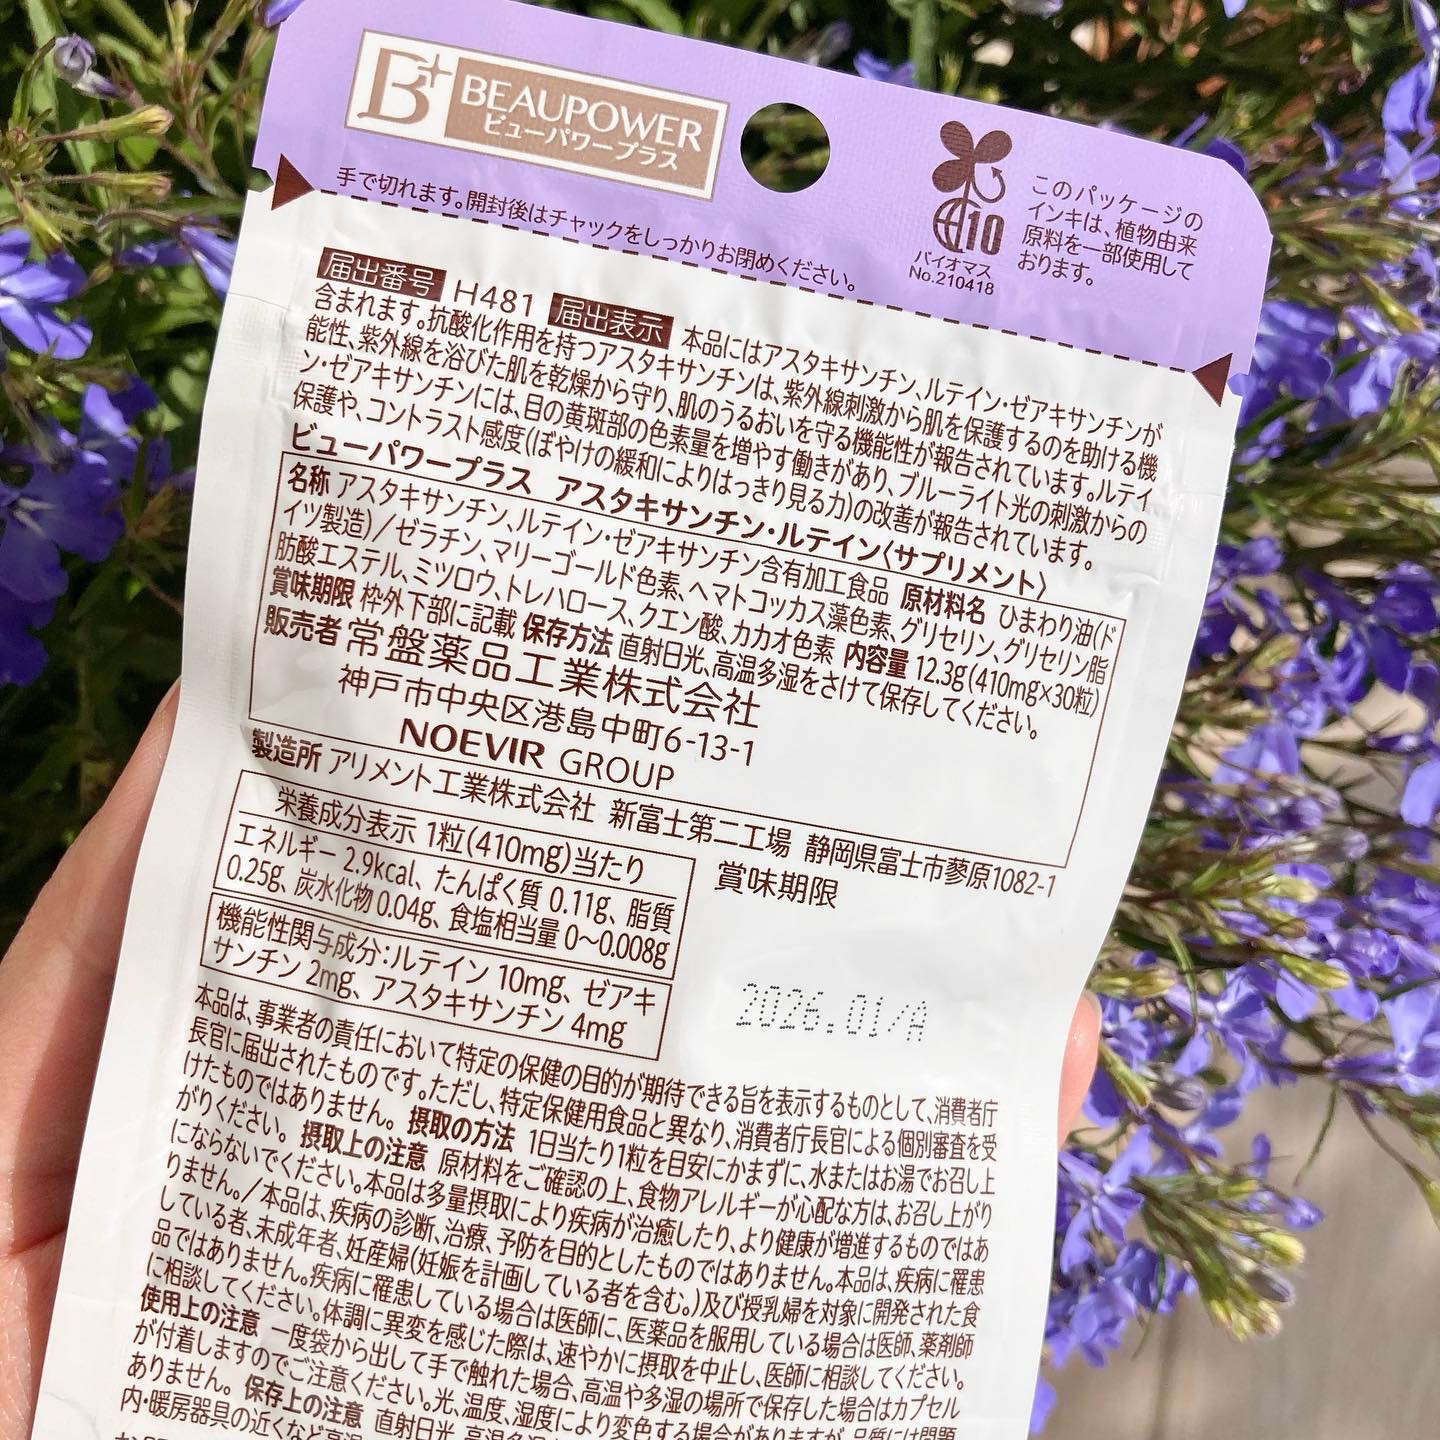 B+ BEAUPOWER
ビューパワープラス
手で切れます。開封後はチャックをしっかりお閉めください。
10
バイオマス
No.210418
このパッケージの
インキは、植物由来
原料を一部使用して
おります。
届出番号 H481 届出表示 本品にはアスタキサンチン、ルテイン・ゼアキサンチンが
含まれます。抗酸化作用を持つアスタキサンチンは、紫外線刺激から肌を保護するのを助ける機
能性、紫外線を浴びた肌を乾燥から守り、肌のうるおいを守る機能性が報告されています。ルテイ
ン・ゼアキサンチンには、目の黄斑部の色素量を増やす働きがあり、ブルーライト光の刺激からの
保護や、コントラスト感度(ぼやけの緩和によりはっきり見る力)の改善が報告されています。
ビューパワープラス アスタキサンチン・ルテイン〈サプリメント〉
名称 アスタキサンチン、ルテイン・ゼアキサンチン含有加工食品 原材料名 ひまわり油(ド
イツ製造)/ゼラチン、マリーゴールド色素、ヘマトコッカス藻色素、グリセリン、グリセリン脂
肪酸エステル、ミツロウ、トレハロース、クエン酸、カカオ色素 内容量 12.3g(410mg×30粒)
賞味期限 枠外下部に記載 保存方法 直射日光、高温多湿をさけて保存してください。
販売者 常盤薬品工業株式会社
神戸市中央区港島中町6-13-1
NOEVIR GROUP
製造所 アリメント工業株式会社 新富士第二工場 静岡県富士市蓼原1082-1
栄養成分表示 1粒(410mg)当たり
エネルギー 2.9kcal、たんぱく質 0.11g、脂質
0.25g、炭水化物 0.04g、食塩相当量 0〜0.008g
機能性関与成分：ルテイン 10mg、ゼアキ
サンチン 2mg、アスタキサンチン 4mg
賞味期限
2026.01/A
本品は、事業者の責任において特定の保健の目的が期待できる旨を表示するものとして、消費者庁
長官に届出されたものです。ただし、特定保健用食品と異なり、消費者庁長官による個別審査を受
けたものではありません。 摂取の方法 1日当たり1粒を目安にかまずに、水またはお湯でお召し上
がりください。 摂取上の注意 原材料をご確認の上、食物アレルギーが心配な方は、お召し上がり
にならないでください。本品は多量摂取により疾病が治癒したり、より健康が増進するものではあ
りません。/本品は、疾病の診断、治療、予防を目的としたものではありません。本品は、疾病に罹患
している者、未成年者、妊産婦(妊娠を計画している者を含む。)及び授乳婦を対象に開発された食
品ではありません。疾病に罹患している場合は医師に、医薬品を服用している場合は医師、薬剤師
に相談してください。体調に異変を感じた際は、速やかに摂取を中止し、医師に相談してください。
使用上の注意 一度袋から出して手で触れた場合、高温や多湿の場所で保存した場合はカプセル
が付着しますのでご注意ください。光、温度、湿度により変色する場合がありますが、品質には問題
ありません。 保存上の注意 直射日光、高温多湿
内・暖房器具の近くなど高温